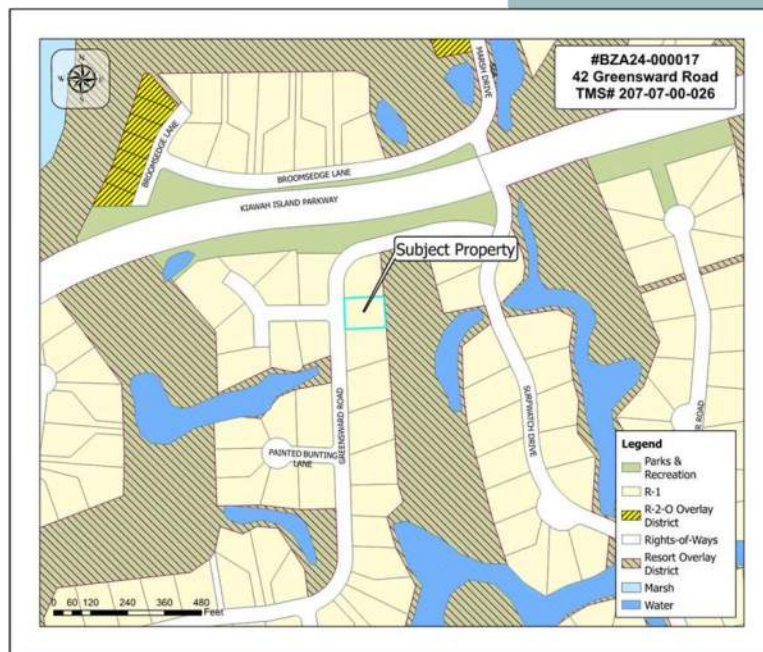 #BZA24-000017
42 Greensward Road
TMS# 207-07-00-026
N
W
E
S
MARSH DRIVE
BROOMSEDGE LANE
BROOMSEDGE LANE
KIAWAH ISLAND PARKWAY
Subject Property
GREENSWARD ROAD
SURFWATCH DRIVE
PAINTED BUNTING
LANE
R ROAD
Legend
Parks &
Recreation
R-1
R-2-O Overlay
District
Rights-of-Ways
Resort Overlay
District
Marsh
Water
0 60 120 240 360 480
Feet